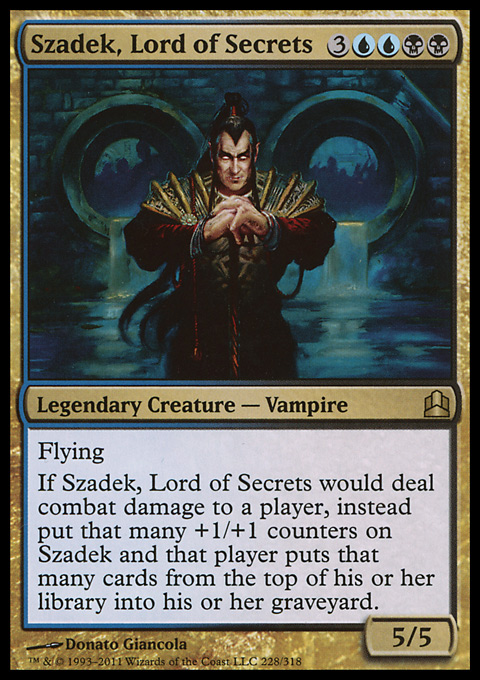 Szadek, Lord of Secrets 3
Legendary Creature — Vampire
Flying
If Szadek, Lord of Secrets would deal
combat damage to a player, instead
put that many +1/+1 counters on
Szadek and that player puts that
many cards from the top of his or her
library into his or her graveyard.
5/5
Donato Giancola
™ & © 1993–2011 Wizards of the Coast LLC 228/318